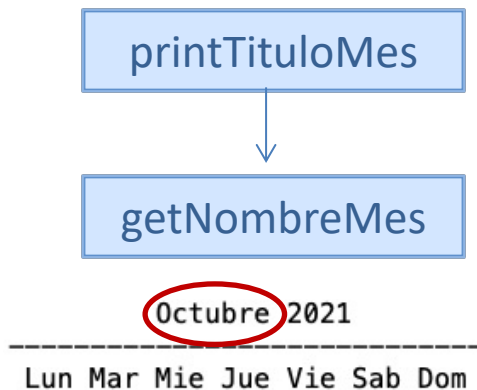 printTituloMes
getNombreMes
Octubre 2021
-----------------------------
Lun Mar Mie Jue Vie Sab Dom